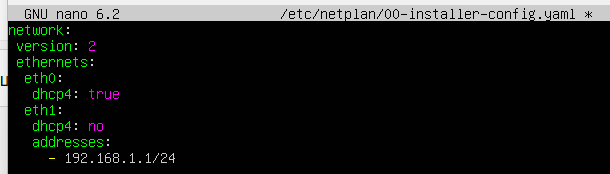 GNU nano 6.2 /etc/netplan/00-installer-config.yaml *
network:
 version: 2
 ethernets:
  eth0:
   dhcp4: true
  eth1:
   dhcp4: no
   addresses:
     - 192.168.1.1/24